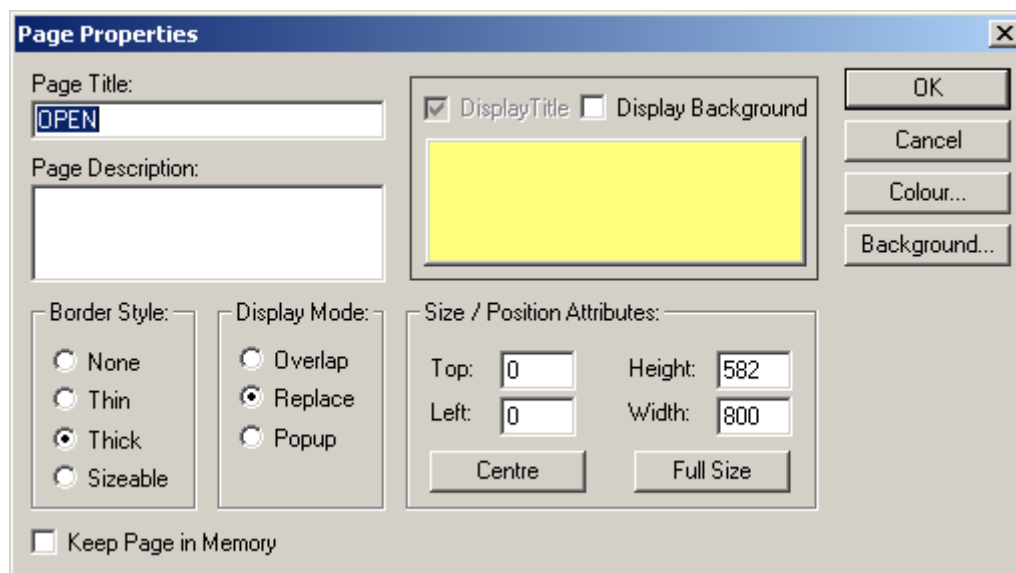 Page Properties
Page Title:
OPEN
Page Description:
DisplayTitle
Display Background
OK
Cancel
Colour...
Background...
Border Style:
None
Thin
Thick
Sizeable
Display Mode:
Overlap
Replace
Popup
Size / Position Attributes:
Top: 0 Height: 582
Left: 0 Width: 800
Centre Full Size
Keep Page in Memory